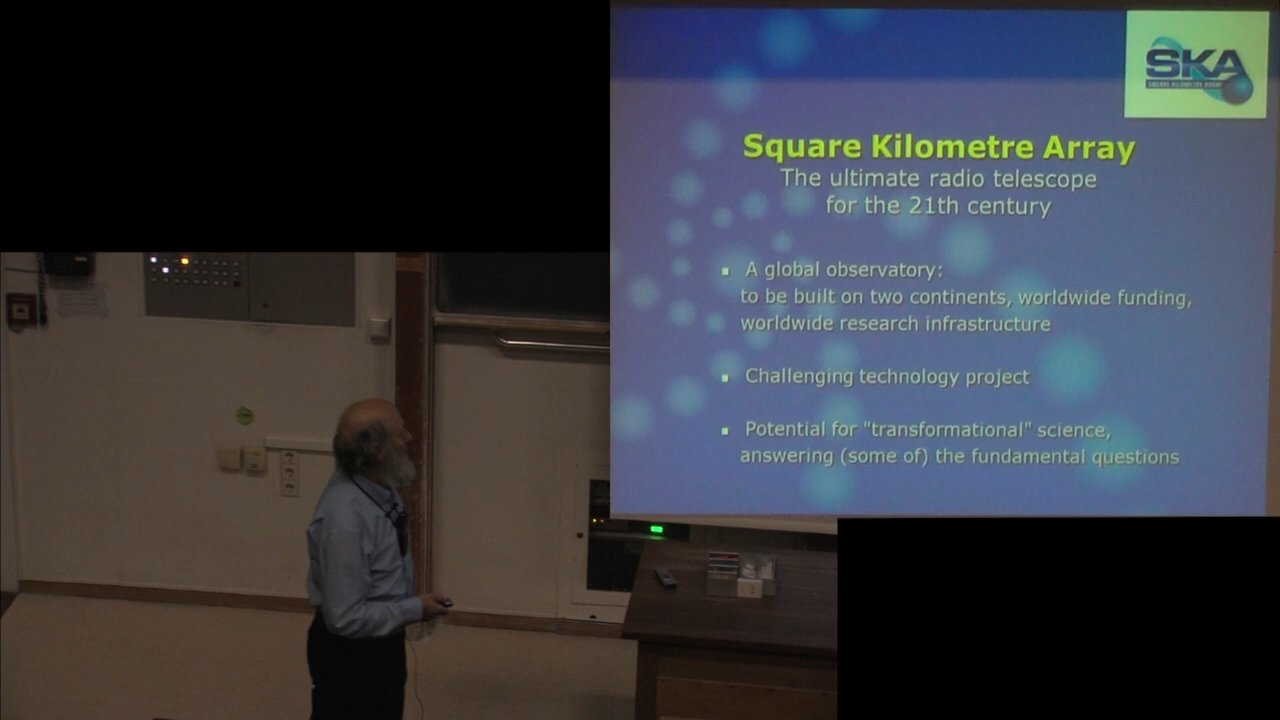 SKA
SQUARE KILOMETRE ARRAY
Square Kilometre Array
The ultimate radio telescope
for the 21th century
▪ A global observatory:
to be built on two continents, worldwide funding,
worldwide research infrastructure
▪ Challenging technology project
▪ Potential for "transformational" science,
answering (some of) the fundamental questions